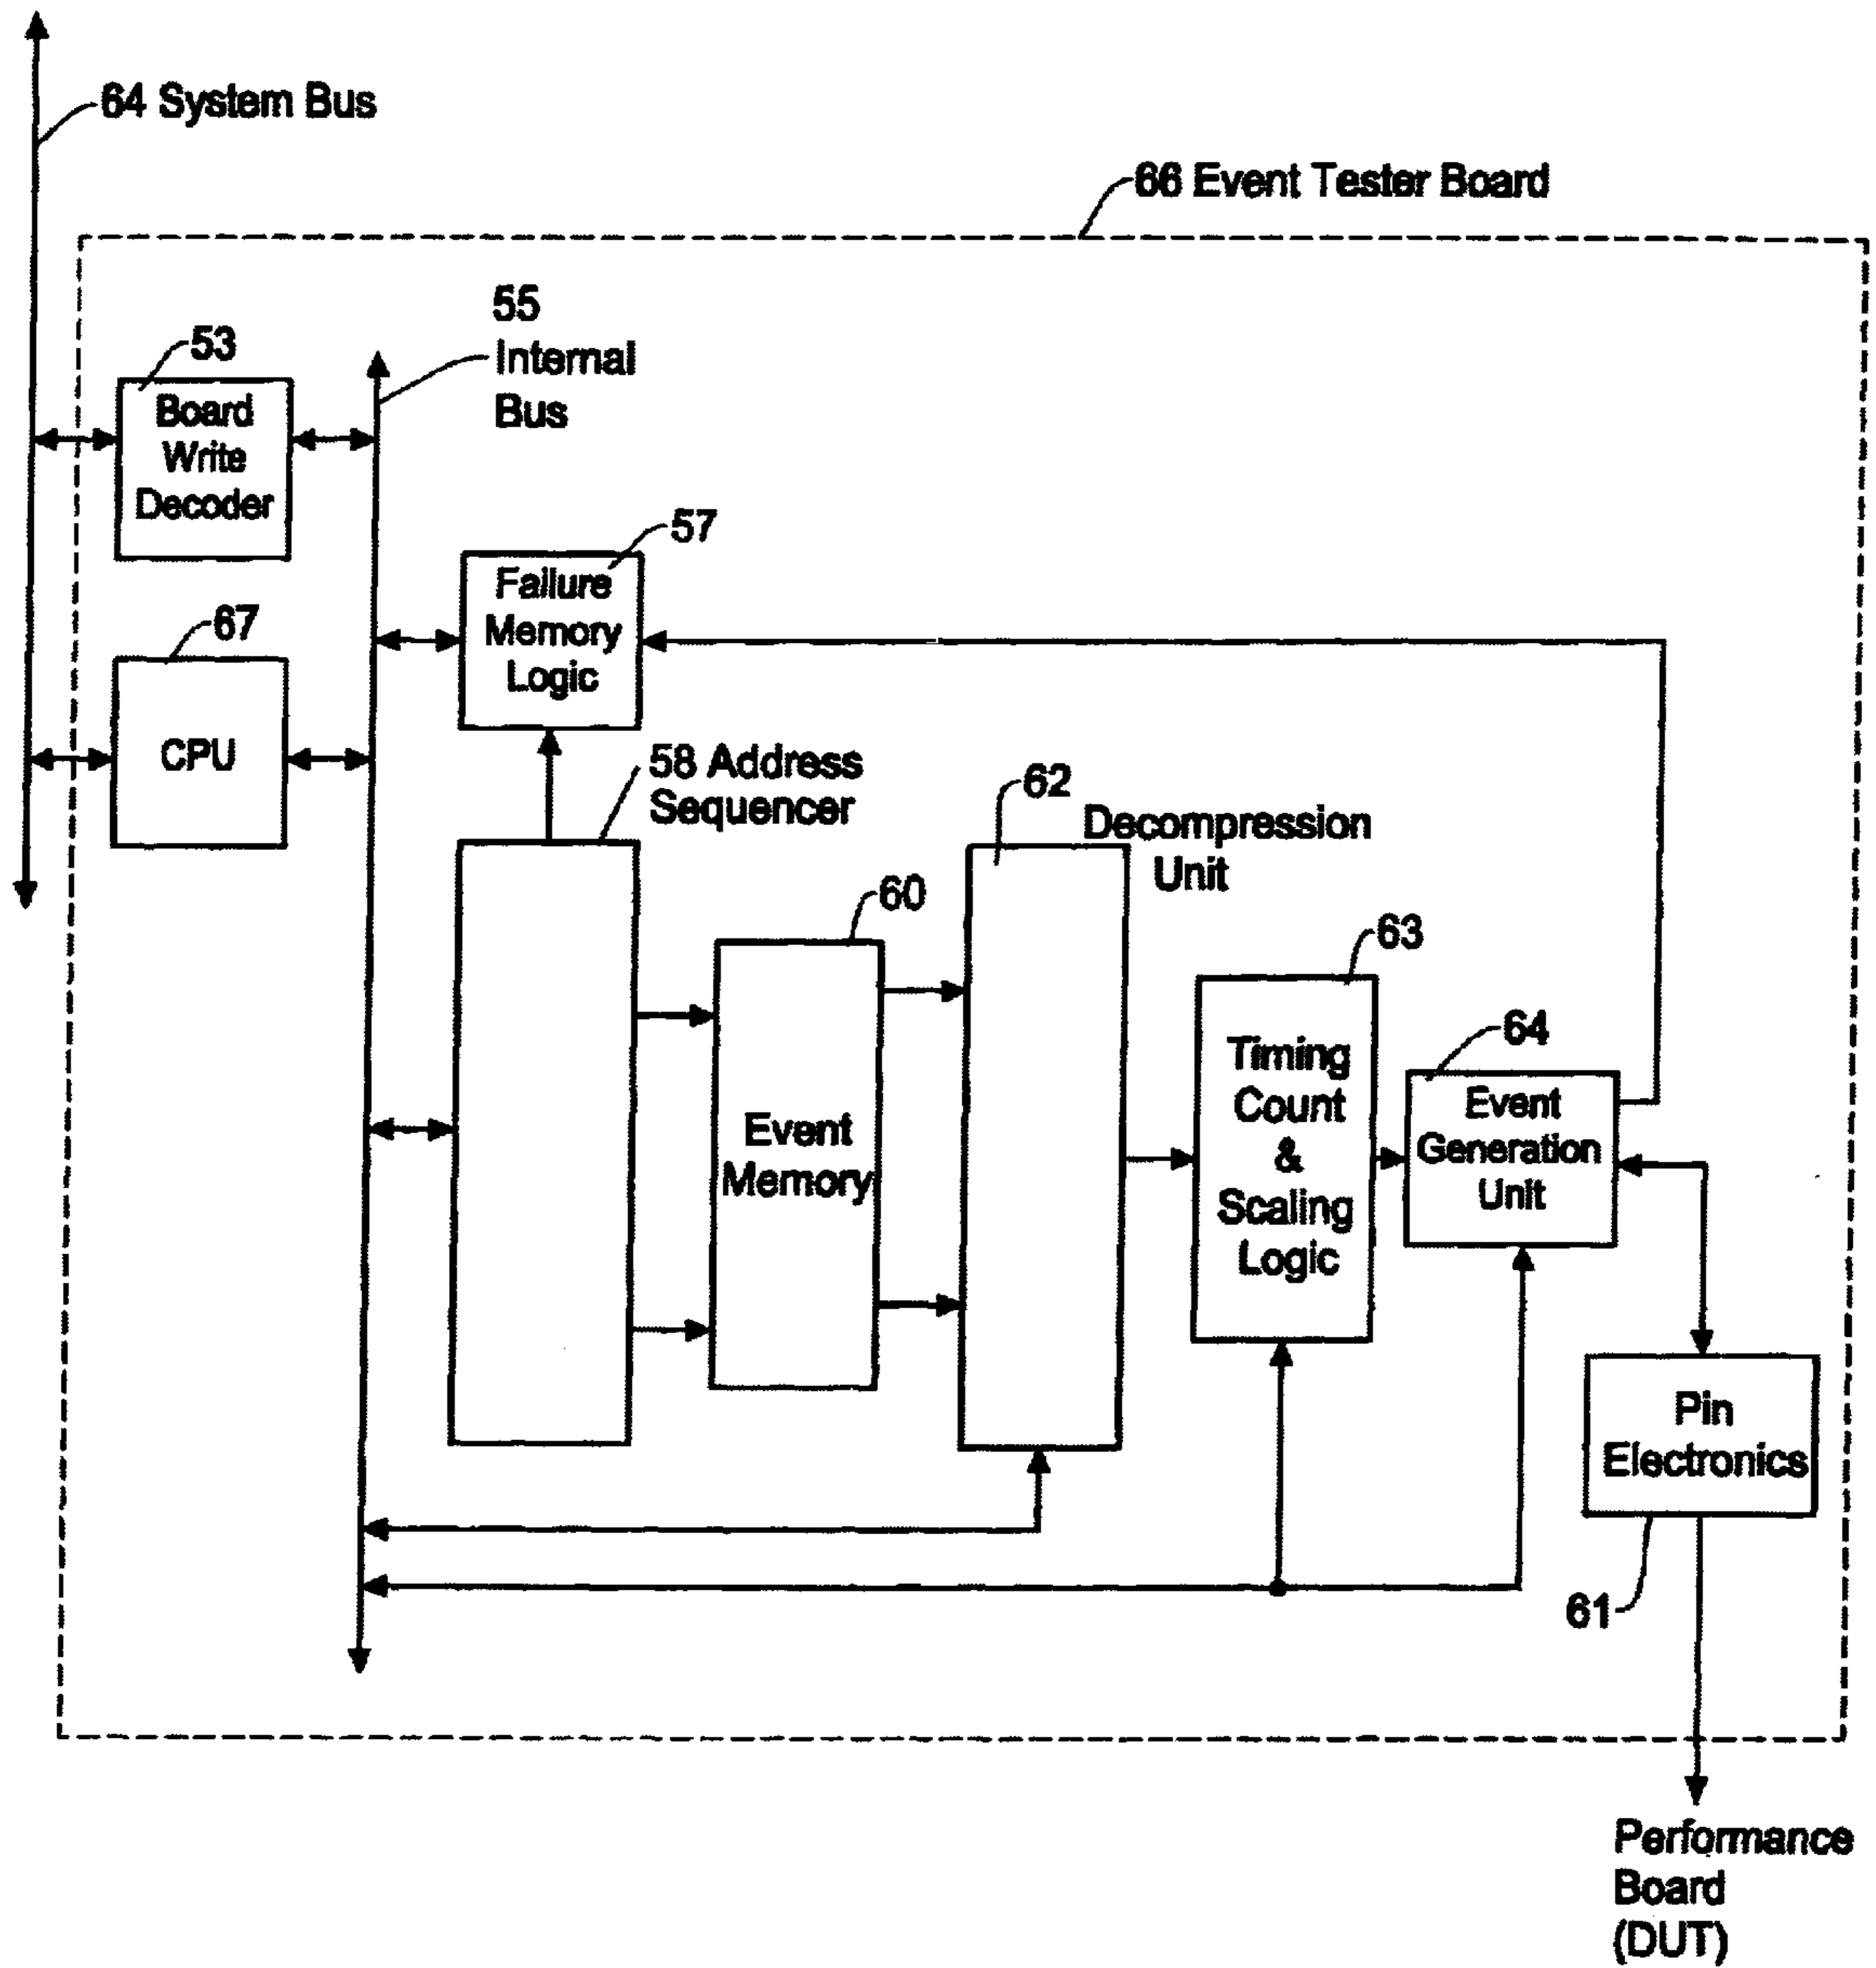 64 System Bus
66 Event Tester Board
55
Internal
Bus
53
Board
Write
Decoder
57
Failure
Memory
Logic
67
CPU
58 Address
Sequencer
62
Decompression
Unit
60
Event
Memory
63
Timing
Count
&
Scaling
Logic
64
Event
Generation
Unit
Pin
Electronics
61
Performance
Board
(DUT)